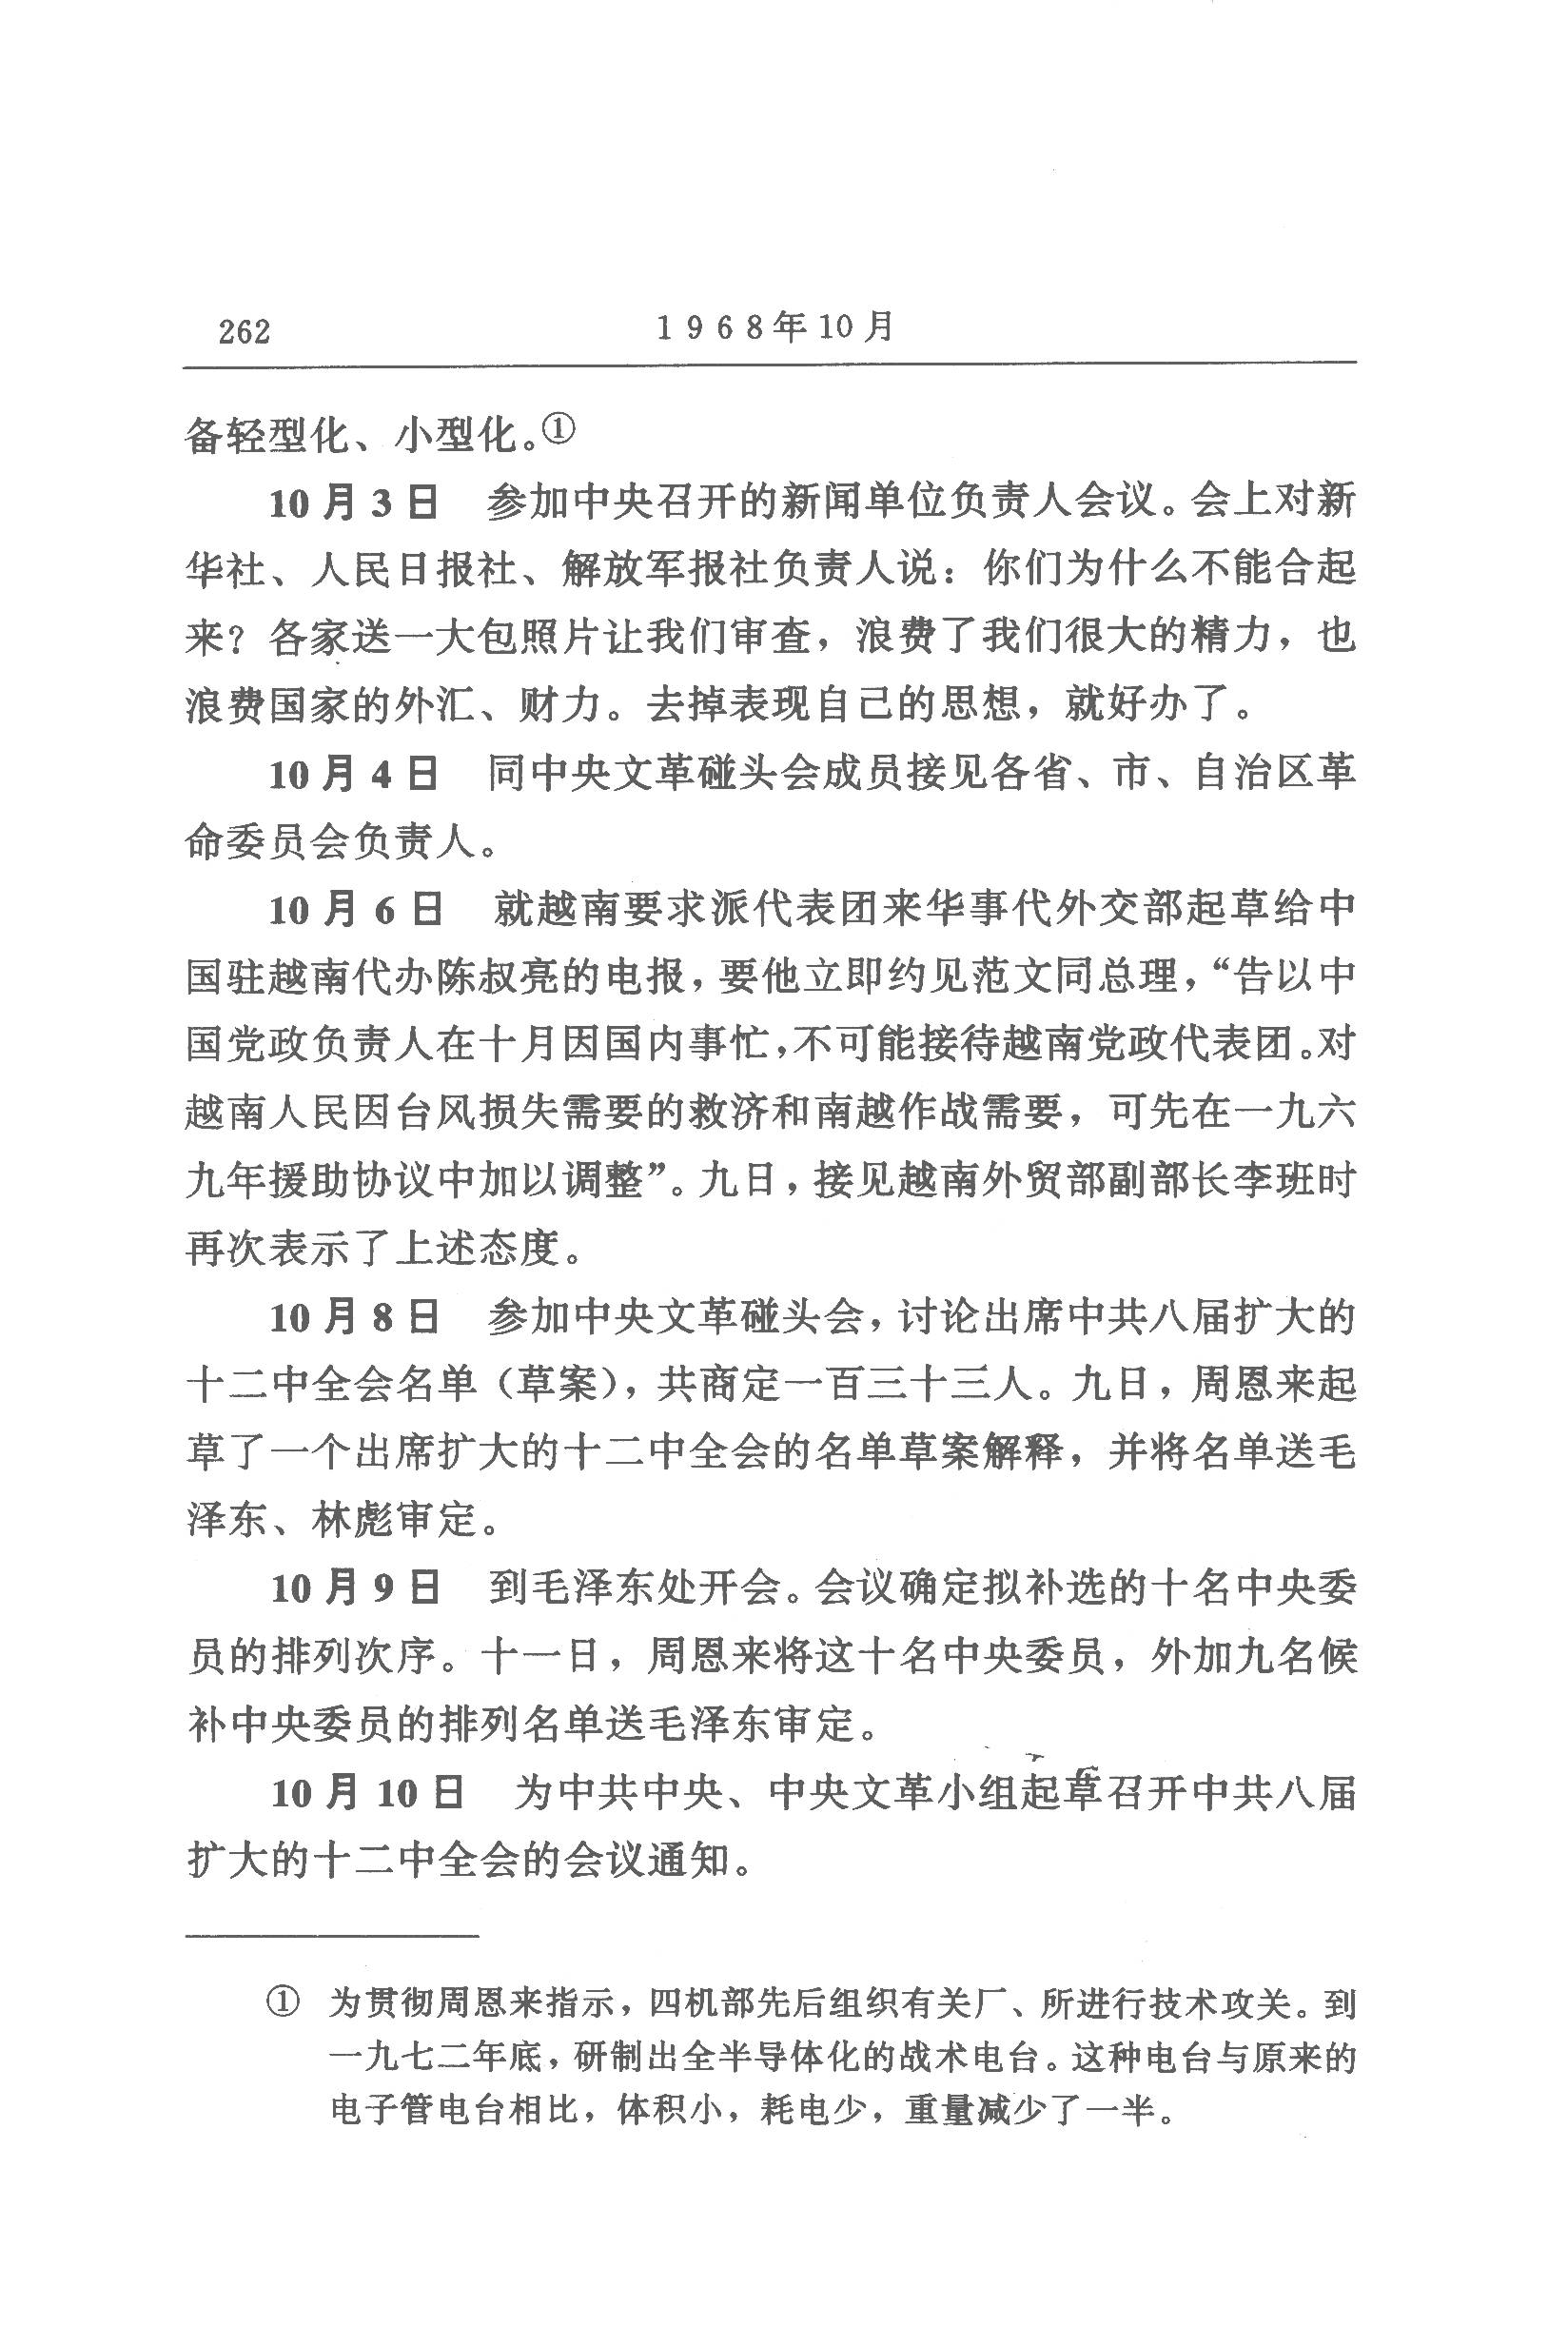 262
1968年10月
备轻型化、小型化。①
10月3日 参加中央召开的新闻单位负责人会议。会上对新
华社、人民日报社、解放军报社负责人说：你们为什么不能合起
来？各家送一大包照片让我们审查，浪费了我们很大的精力，也
浪费国家的外汇、财力。去掉表现自己的思想，就好办了。
10月4日 同中央文革碰头会成员接见各省、市、自治区革
命委员会负责人。
10月6日 就越南要求派代表团来华事代外交部起草给中
国驻越南代办陈叔亮的电报，要他立即约见范文同总理，“告以中
国党政负责人在十月因国内事忙，不可能接待越南党政代表团。对
越南人民因台风损失需要的救济和南越作战需要，可先在一九六
九年援助协议中加以调整”。九日，接见越南外贸部副部长李班时
再次表示了上述态度。
10月8日 参加中央文革碰头会，讨论出席中共八届扩大的
十二中全会名单（草案），共商定一百三十三人。九日，周恩来起
草了一个出席扩大的十二中全会的名单草案解释，并将名单送毛
泽东、林彪审定。
10月9日 到毛泽东处开会。会议确定拟补选的十名中央委
员的排列次序。十一日，周恩来将这十名中央委员，外加九名候
补中央委员的排列名单送毛泽东审定。
10月10日 为中共中央、中央文革小组起草召开中共八届
扩大的十二中全会的会议通知。
① 为贯彻周恩来指示，四机部先后组织有关厂、所进行技术攻关。到
一九七二年底，研制出全半导体化的战术电台。这种电台与原来的
电子管电台相比，体积小，耗电少，重量减少了一半。